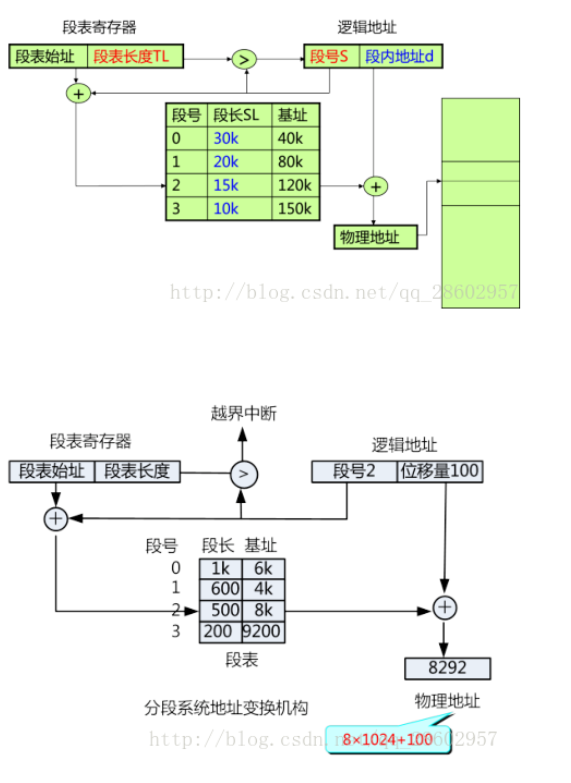 段表寄存器
逻辑地址
段表始址 段表长度TL > 段号S 段内地址d
+
段号 段长SL 基址
0 30k 40k
1 20k 80k
2 15k 120k
3 10k 150k
+
物理地址
http://blog.csdn.net/qq_28602957
越界中断
段表寄存器
逻辑地址
段表始址 段表长度 > 段号2 位移量100
+
段号 段长 基址
0 1k 6k
1 600 4k
2 500 8k
3 200 9200
+
段表
8292
分段系统地址变换机构
物理地址
http://blog.csdn.net/qq_28602957
8×1024+100